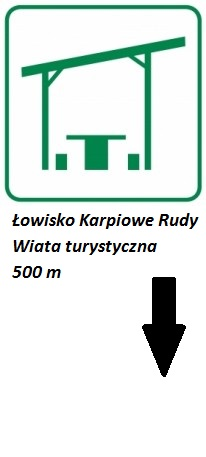 Łowisko Karpiowe Rudy
Wiata turystyczna
500 m